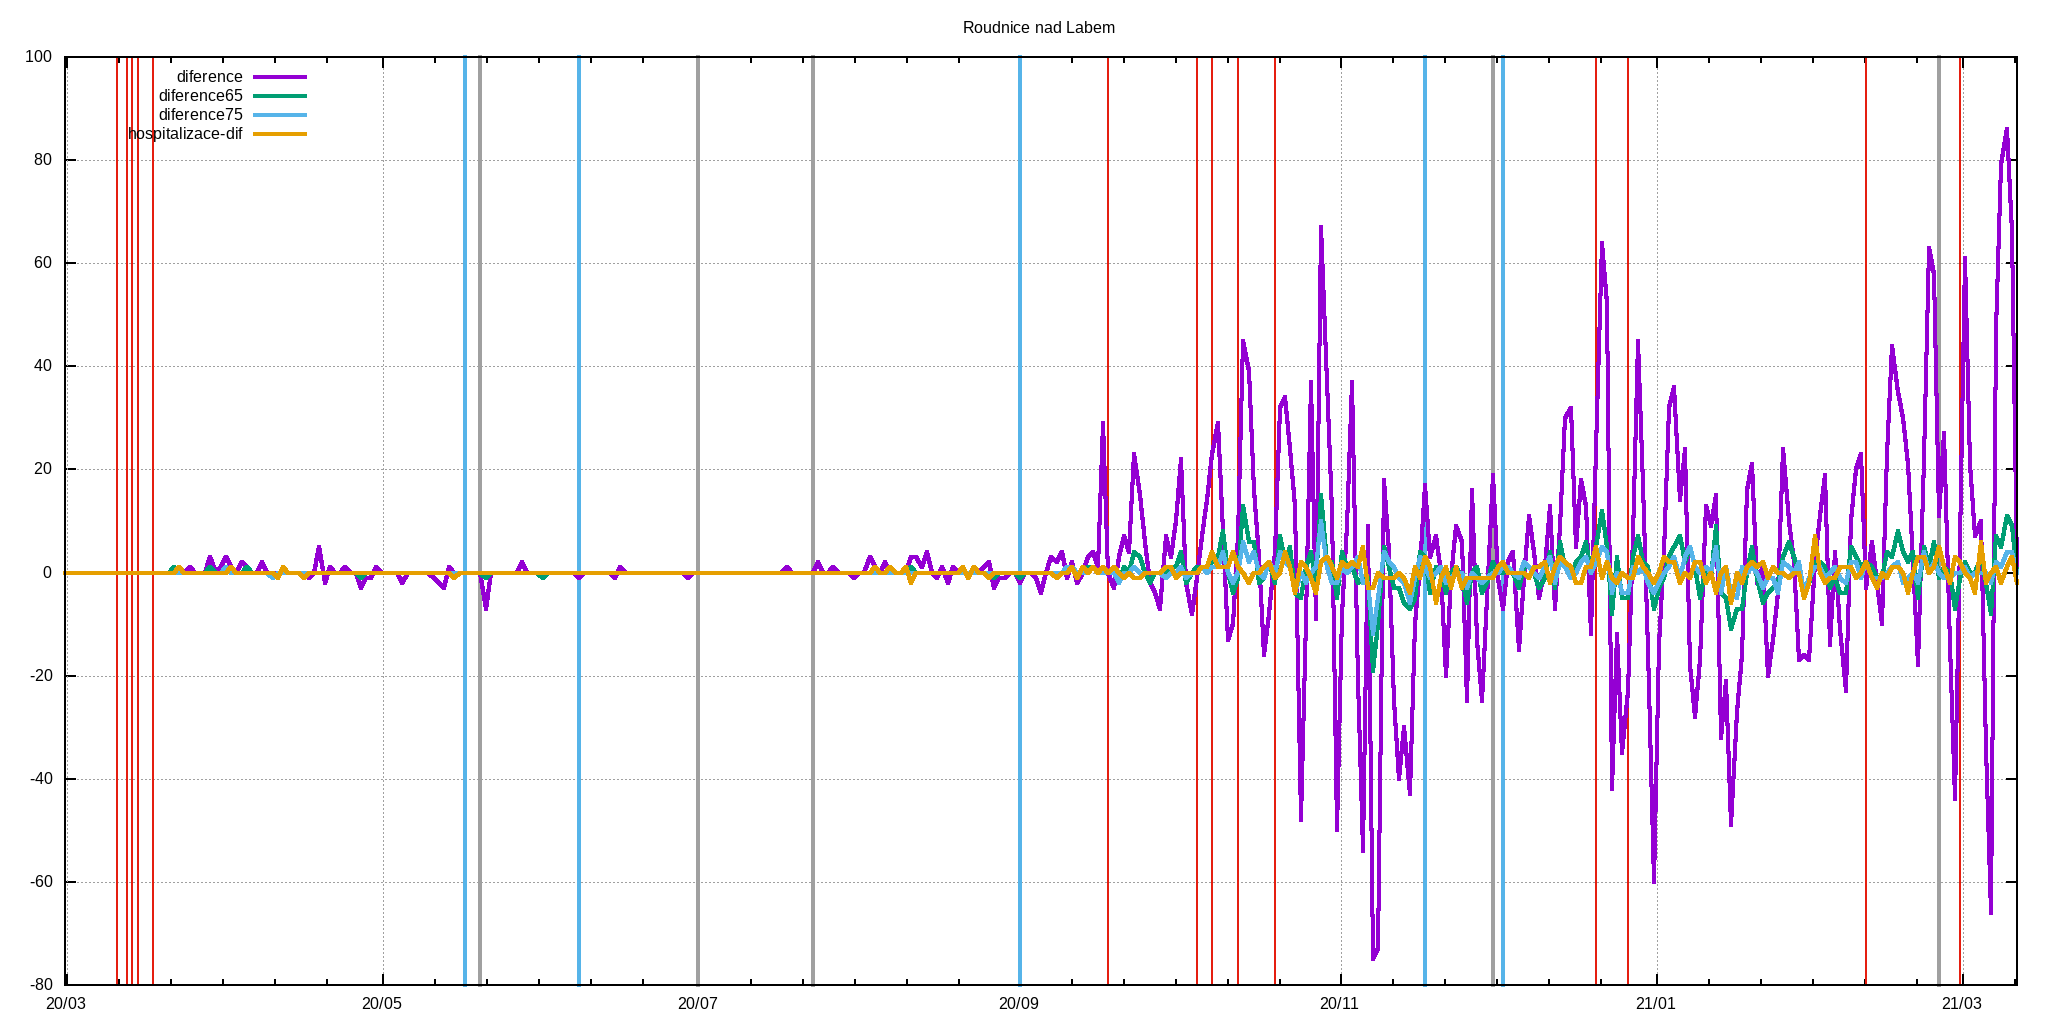 Roudnice nad Labem
100
80
60
40
20
0
-20
-40
-60
-80
diference
diference65
diference75
hospitalizace-dif
20/03 20/05 20/07 20/09 20/11 21/01 21/03